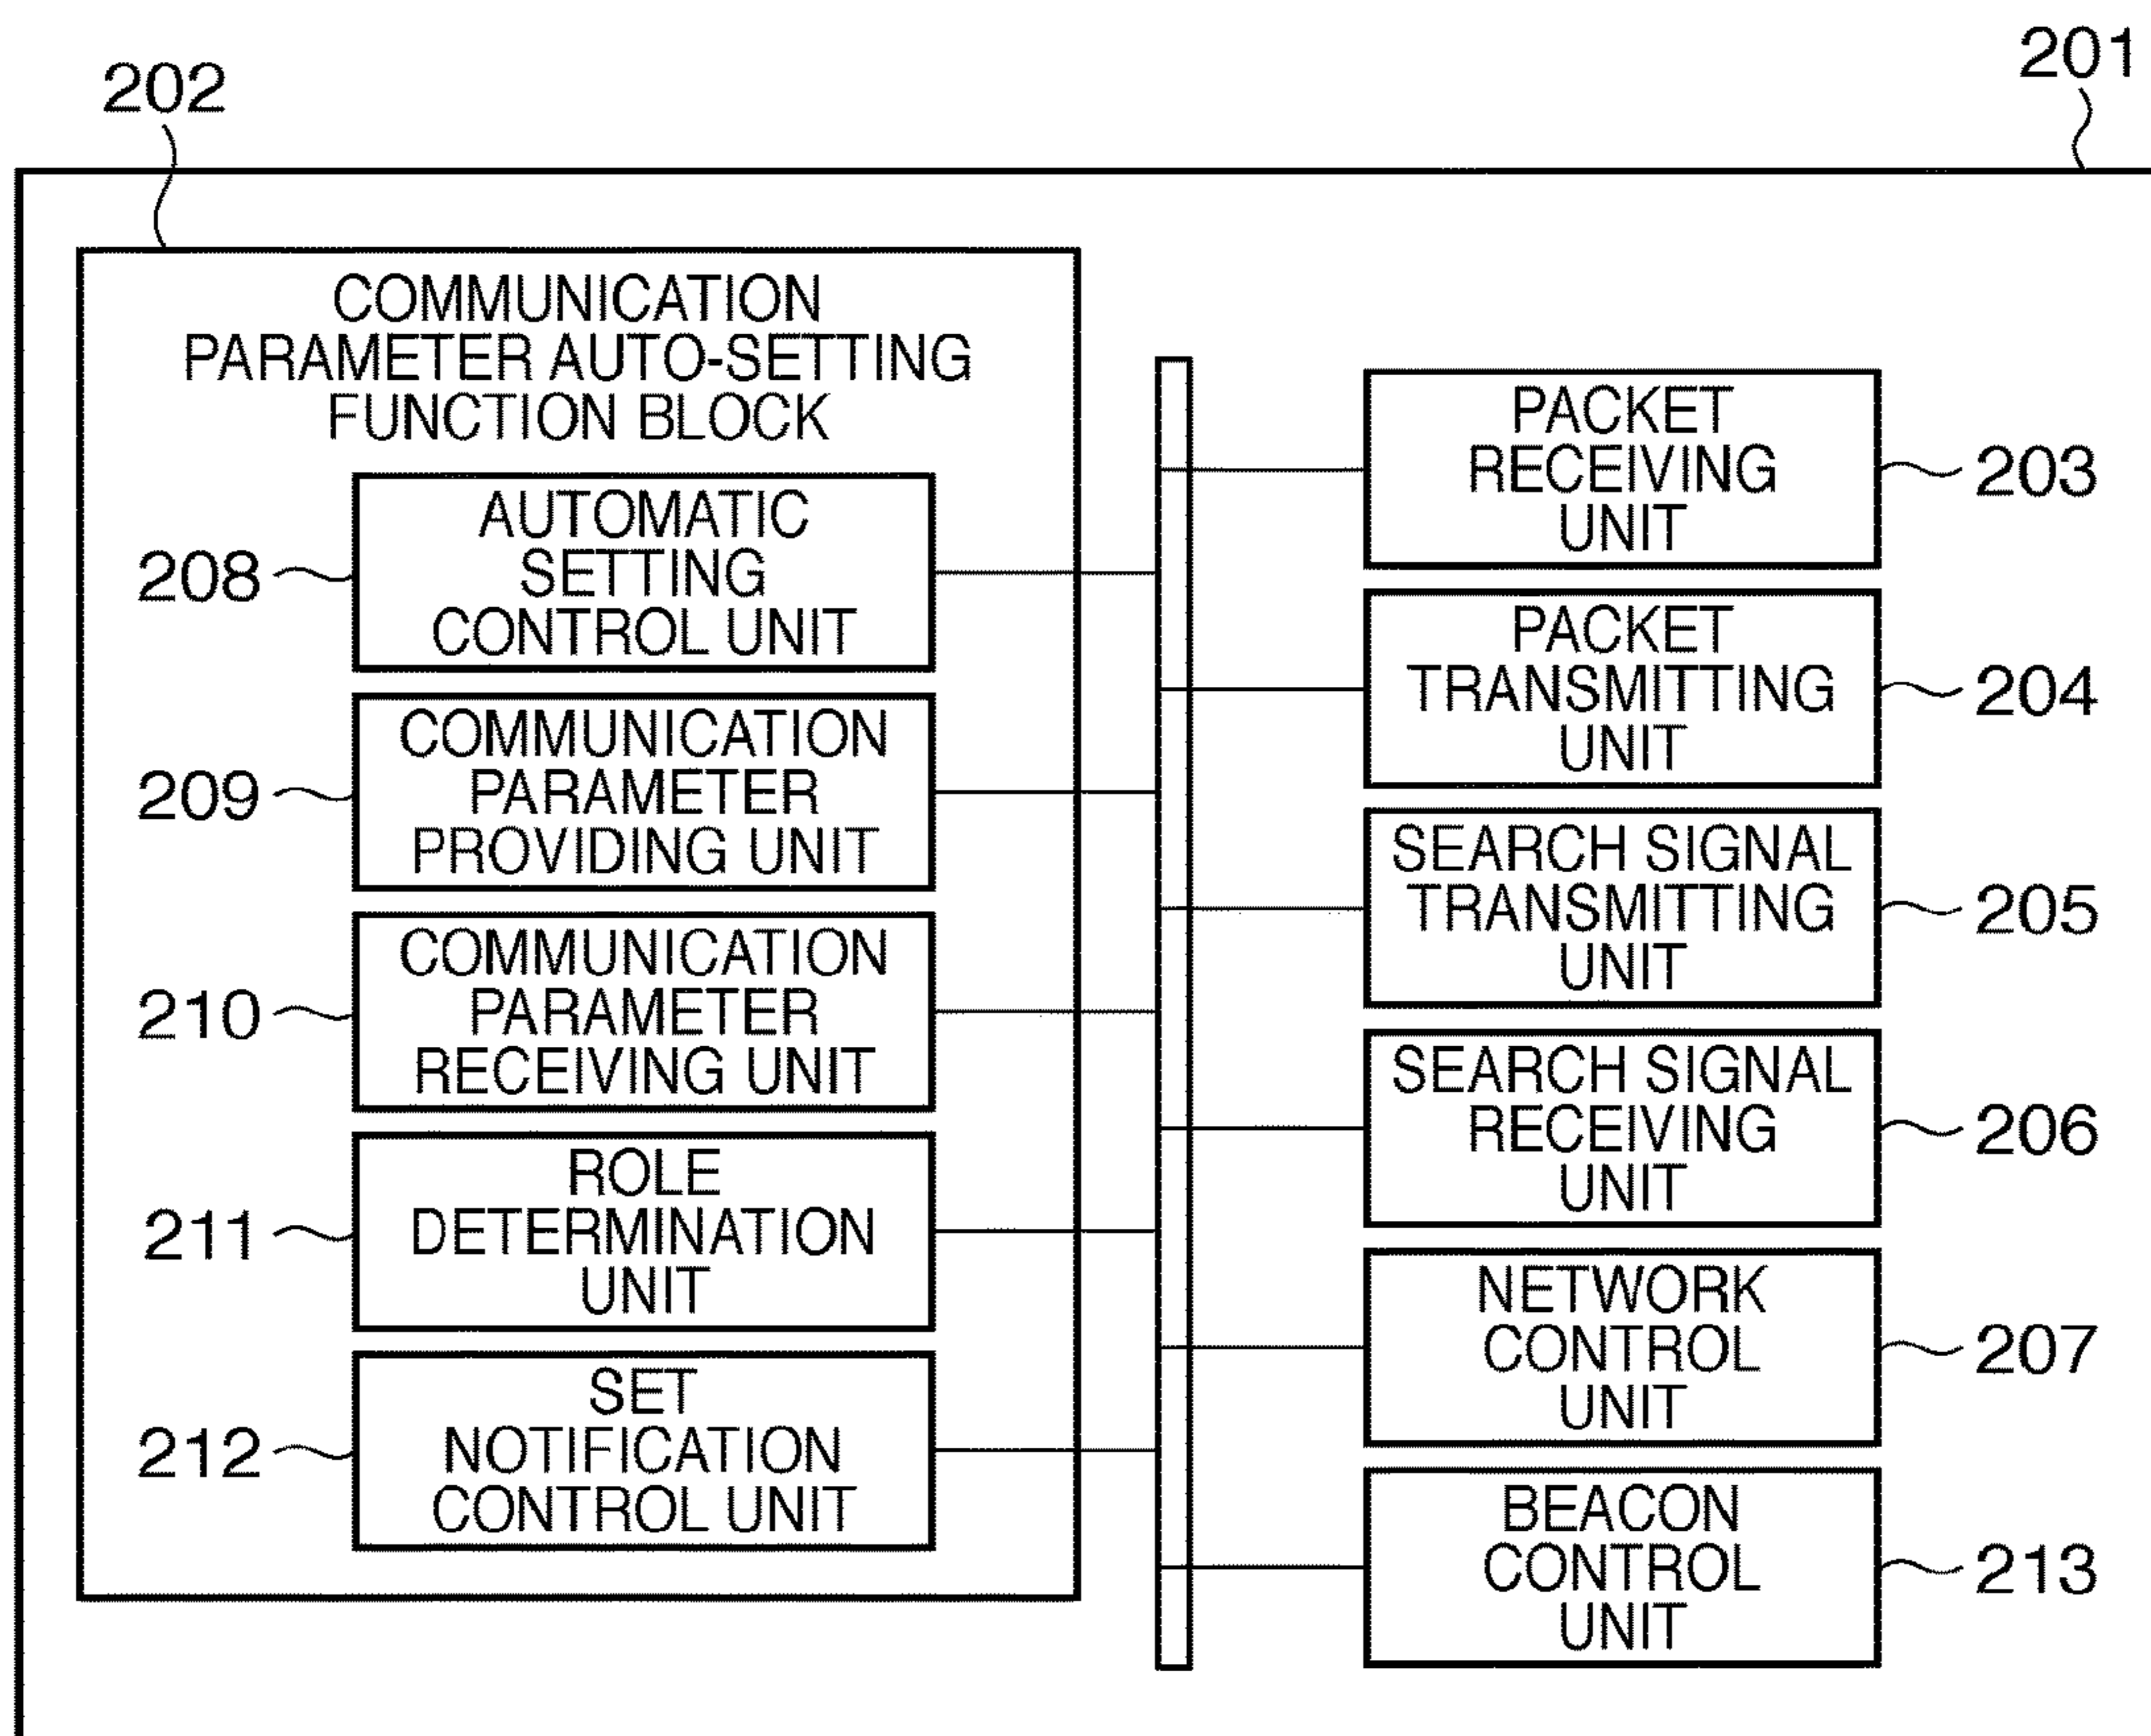 201
202
COMMUNICATION
PARAMETER AUTO-SETTING
FUNCTION BLOCK
208
AUTOMATIC
SETTING
CONTROL UNIT
209
COMMUNICATION
PARAMETER
PROVIDING UNIT
210
COMMUNICATION
PARAMETER
RECEIVING UNIT
211
ROLE
DETERMINATION
UNIT
212
SET
NOTIFICATION
CONTROL UNIT
PACKET
RECEIVING
UNIT
203
PACKET
TRANSMITTING
UNIT
204
SEARCH SIGNAL
TRANSMITTING
UNIT
205
SEARCH SIGNAL
RECEIVING
UNIT
206
NETWORK
CONTROL
UNIT
207
BEACON
CONTROL
UNIT
213